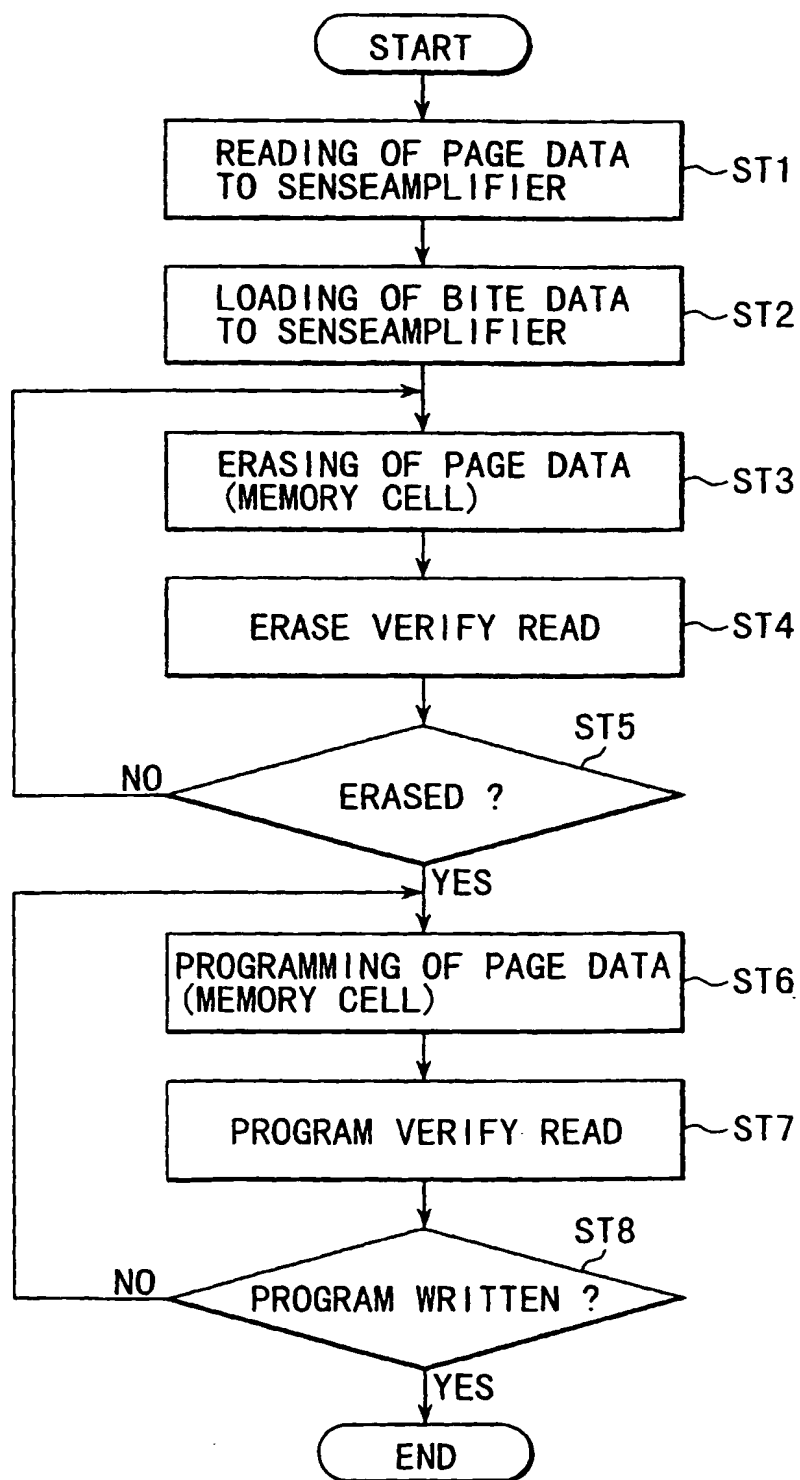 START
READING OF PAGE DATA
TO SENSEAMPLIFIER
ST1
LOADING OF BITE DATA
TO SENSEAMPLIFIER
ST2
ERASING OF PAGE DATA
(MEMORY CELL)
ST3
ERASE VERIFY READ
ST4
ST5
NO
ERASED ?
YES
PROGRAMMING OF PAGE DATA
(MEMORY CELL)
ST6
PROGRAM VERIFY READ
ST7
ST8
NO
PROGRAM WRITTEN ?
YES
END